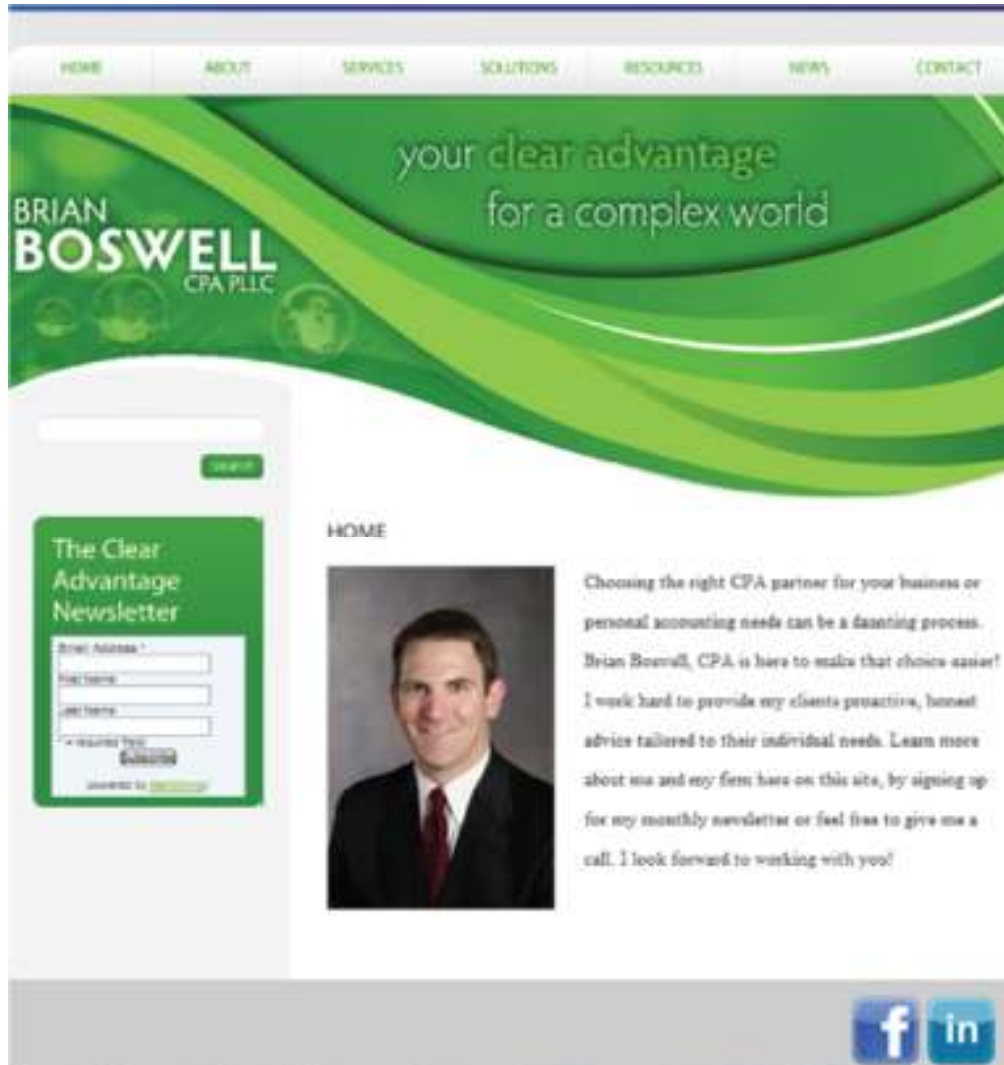 HOME ABOUT SERVICES SOLUTIONS RESOURCES NEWS CONTACT
your clear advantage
for a complex world
BRIAN
BOSWELL
CPA PLLC
Search
The Clear
Advantage
Newsletter
Email Address *
First Name
Last Name
* = required field
Subscribe
powered by
HOME
Choosing the right CPA partner for your business or
personal accounting needs can be a daunting process.
Brian Boswell, CPA is here to make that choice easier!
I work hard to provide my clients proactive, honest
advice tailored to their individual needs. Learn more
about me and my firm here on this site, by signing up
for my monthly newsletter or feel free to give me a
call. I look forward to working with you!
f in